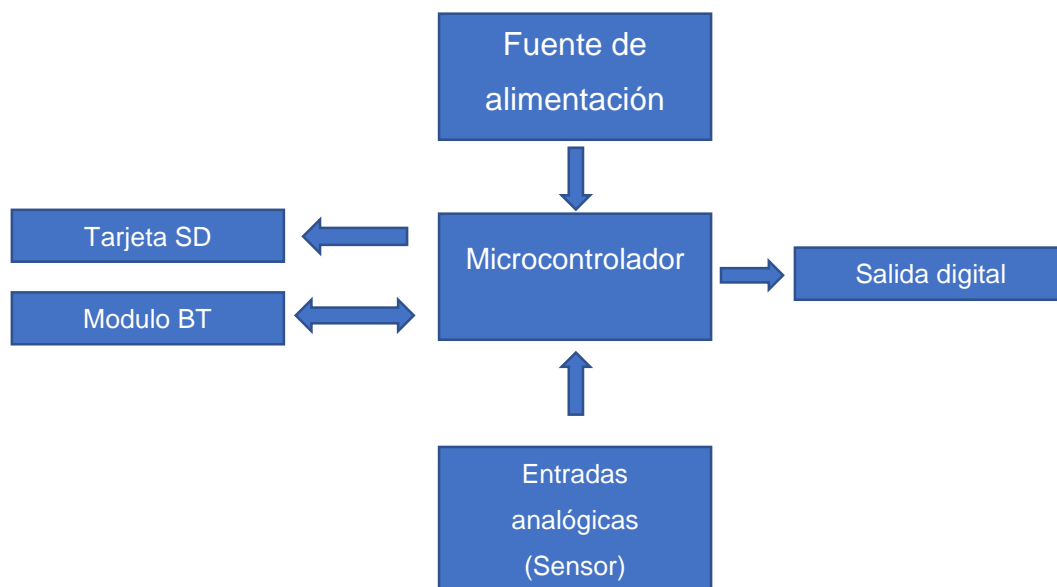 Fuente de
alimentación
Tarjeta SD
Microcontrolador
Salida digital
Modulo BT
Entradas
analógicas
(Sensor)